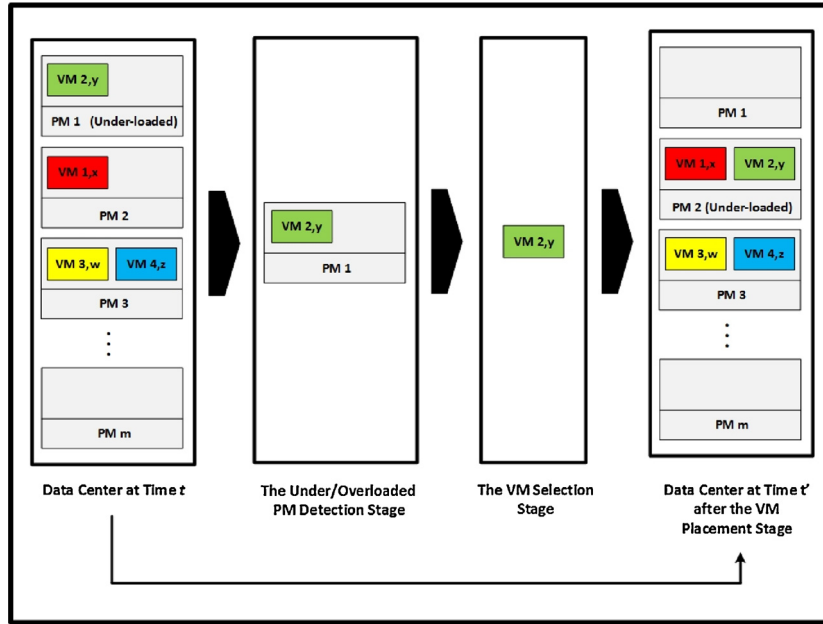 VM 2,y
PM 1 (Under-loaded)
VM 1,x
PM 2
VM 3,w VM 4,z
PM 3
PM m
Data Center at Time t
VM 2,y
PM 1
The Under/Overloaded
PM Detection Stage
VM 2,y
The VM Selection
Stage
PM 1
VM 1,x VM 2,y
PM 2 (Under-loaded)
VM 3,w VM 4,z
PM 3
PM m
Data Center at Time t'
after the VM
Placement Stage